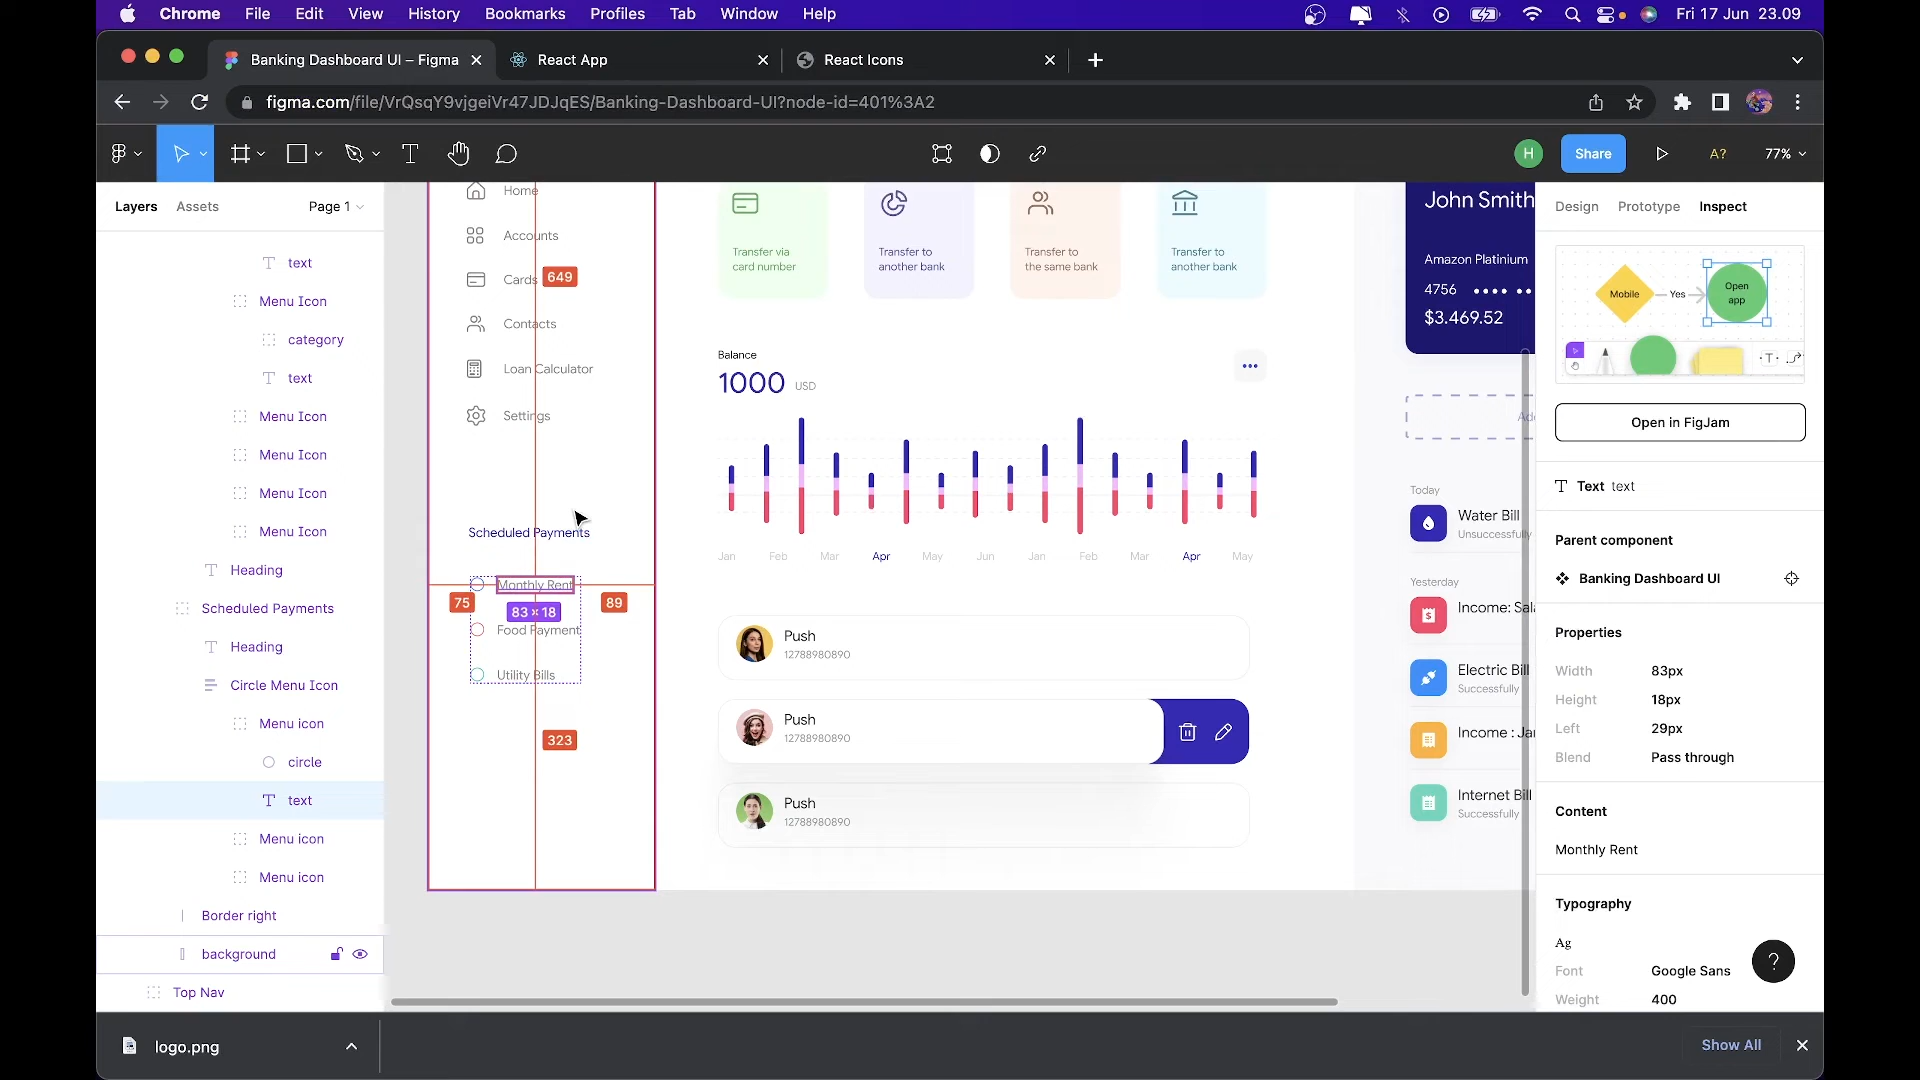 Chrome File Edit View History Bookmarks Profiles Tab Window Help Fri 17 Jun 23.09
Banking Dashboard UI – Figma React App React Icons
figma.com/file/VrQsqY9vjgeiVr47JDJqES/Banking-Dashboard-UI?node-id=401%3A2
H Share A? 77%
Layers Assets Page 1
text
Menu Icon
category
text
Menu Icon
Menu Icon
Menu Icon
Menu Icon
Heading
Scheduled Payments
Heading
Circle Menu Icon
Menu icon
circle
text
Menu icon
Menu icon
Border right
background
Top Nav
Home
Accounts
Cards
649
Contacts
Loan Calculator
Settings
Scheduled Payments
Monthly Rent
75
89
83 × 18
Food Payment
Utility Bills
323
Transfer via
card number
Transfer to
another bank
Transfer to
the same bank
Transfer to
another bank
Balance
1000 USD
Jan Feb Mar Apr May Jun Jan Feb Mar Apr May
Push
12788980890
Push
12788980890
Push
12788980890
John Smith
Amazon Platinium
4756
$3.469.52
Today
Water Bill
Unsuccessfully
Yesterday
Income: Sala
Electric Bill
Successfully
Income : Jan
Internet Bill
Successfully
Design Prototype Inspect
Mobile Yes Open
app
T
Open in FigJam
Text text
Parent component
Banking Dashboard UI
Properties
Width 83px
Height 18px
Left 29px
Blend Pass through
Content
Monthly Rent
Typography
Ag
Font Google Sans
Weight 400
?
logo.png
Show All